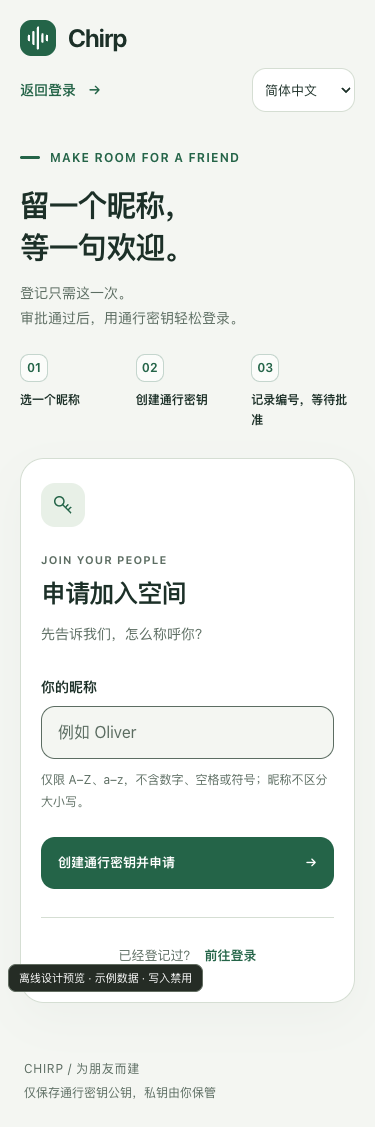 Chirp
返回登录 →
简体中文
MAKE ROOM FOR A FRIEND
留一个昵称，
等一句欢迎。
登记只需这一次。
审批通过后，用通行密钥轻松登录。
01
选一个昵称
02
创建通行密钥
03
记录编号，等待批
准
JOIN YOUR PEOPLE
申请加入空间
先告诉我们，怎么称呼你？
你的昵称
例如 Oliver
仅限 A–Z、a–z，不含数字、空格或符号；昵称不区分
大小写。
创建通行密钥并申请 →
已经登记过？ 前往登录
离线设计预览 · 示例数据 · 写入禁用
CHIRP / 为朋友而建
仅保存通行密钥公钥，私钥由你保管